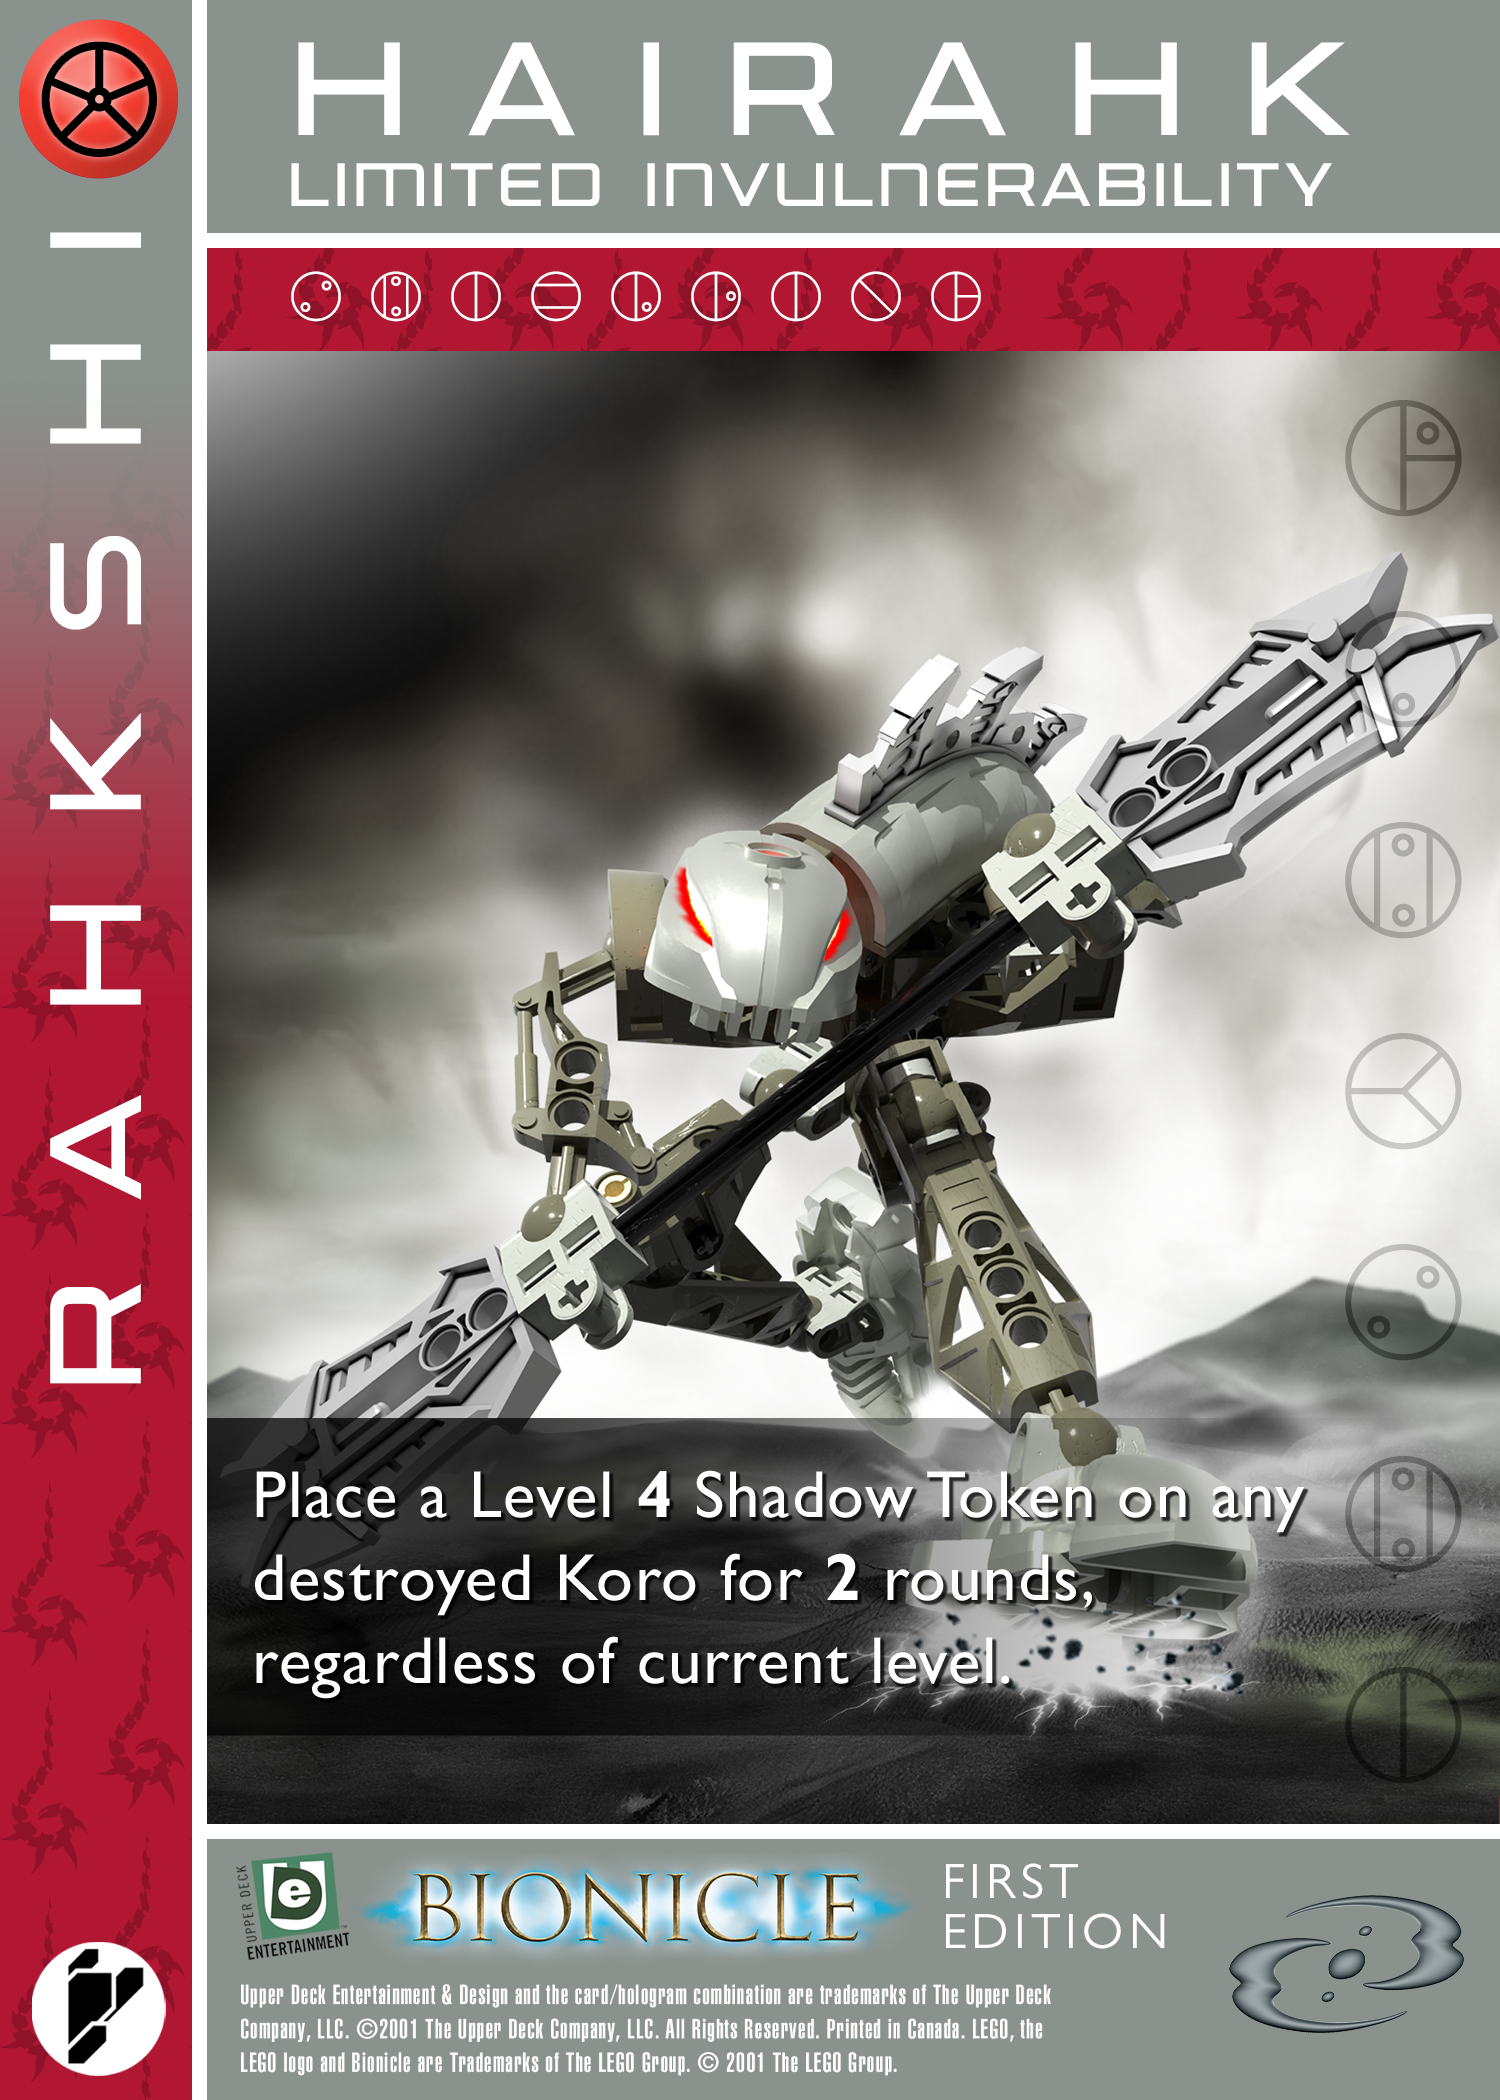 HAIRAHK
LIMITED INVULNERABILITY
RAHKSHI
Place a Level 4 Shadow Token on any
destroyed Koro for 2 rounds,
regardless of current level.
UPPER DECK
e
ENTERTAINMENT
BIONICLE
FIRST
EDITION
Upper Deck Entertainment & Design and the card/hologram combination are trademarks of The Upper Deck
Company, LLC. ©2001 The Upper Deck Company, LLC. All Rights Reserved. Printed in Canada. LEGO, the
LEGO logo and Bionicle are Trademarks of The LEGO Group. © 2001 The LEGO Group.